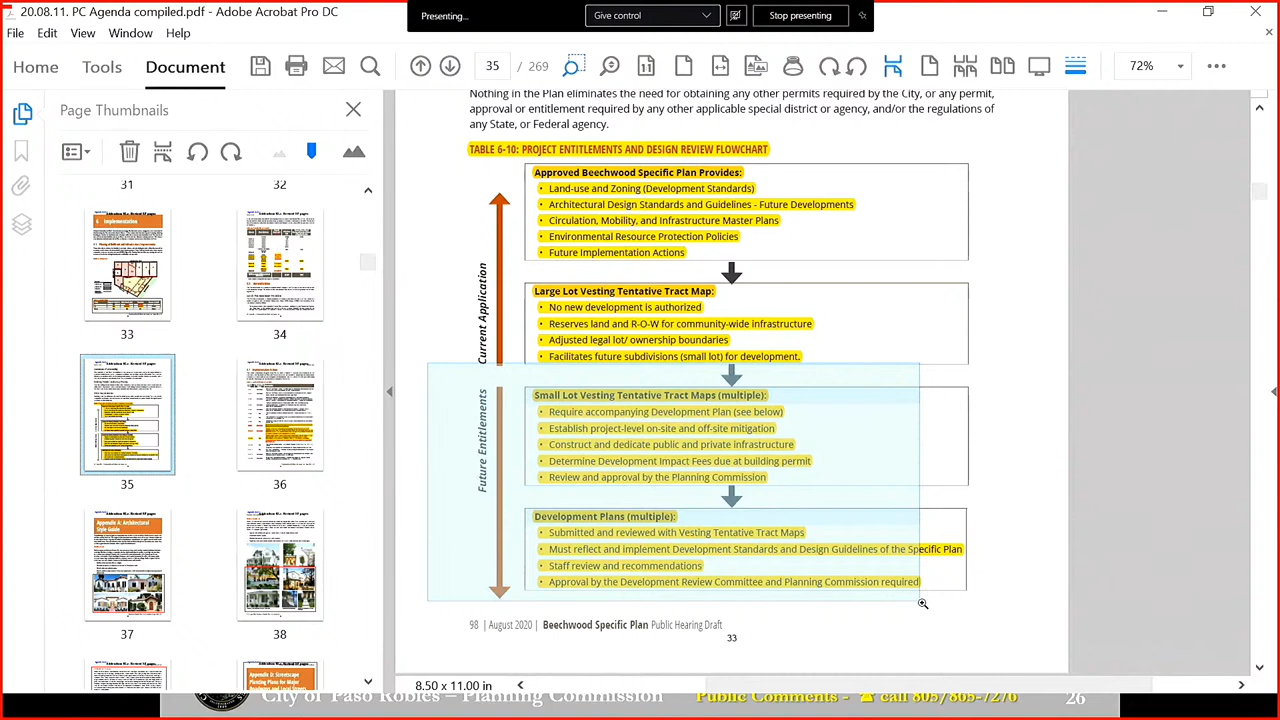 20.08.11. PC Agenda compiled.pdf - Adobe Acrobat Pro DC
Presenting...
Give control
Stop presenting
File Edit View Window Help
Home Tools Document
35 / 269
72%
Page Thumbnails
31
32
33
34
35
36
37
38
Nothing in the Plan eliminates the need for obtaining any other permits required by the City, or any permit,
approval or entitlement required by any other applicable special district or agency, and/or the regulations of
any State, or Federal agency.
TABLE 6-10: PROJECT ENTITLEMENTS AND DESIGN REVIEW FLOWCHART
Current Application
Approved Beechwood Specific Plan Provides:
• Land-use and Zoning (Development Standards)
• Architectural Design Standards and Guidelines - Future Developments
• Circulation, Mobility, and Infrastructure Master Plans
• Environmental Resource Protection Policies
• Future Implementation Actions
Large Lot Vesting Tentative Tract Map:
• No new development is authorized
• Reserves land and R-O-W for community-wide infrastructure
• Adjusted legal lot/ ownership boundaries
• Facilitates future subdivisions (small lot) for development.
Future Entitlements
Small Lot Vesting Tentative Tract Maps (multiple):
• Require accompanying Development Plan (see below)
• Establish project-level on-site and off-site mitigation
• Construct and dedicate public and private infrastructure
• Determine Development Impact Fees due at building permit
• Review and approval by the Planning Commission
Development Plans (multiple):
• Submitted and reviewed with Vesting Tentative Tract Maps
• Must reflect and implement Development Standards and Design Guidelines of the Specific Plan
• Staff review and recommendations
• Approval by the Development Review Committee and Planning Commission required
98 | August 2020 | Beechwood Specific Plan Public Hearing Draft
33
8.50 x 11.00 in
City of Paso Robles – Planning Commission
Public Comments - ☎ call 805/805-7276
26